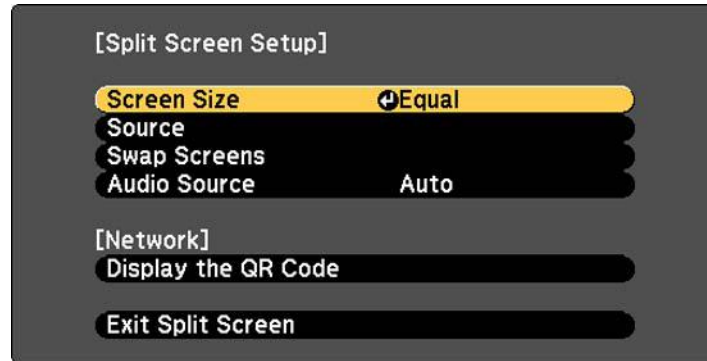 [Split Screen Setup]
Screen Size Equal
Source
Swap Screens
Audio Source Auto
[Network]
Display the QR Code
Exit Split Screen